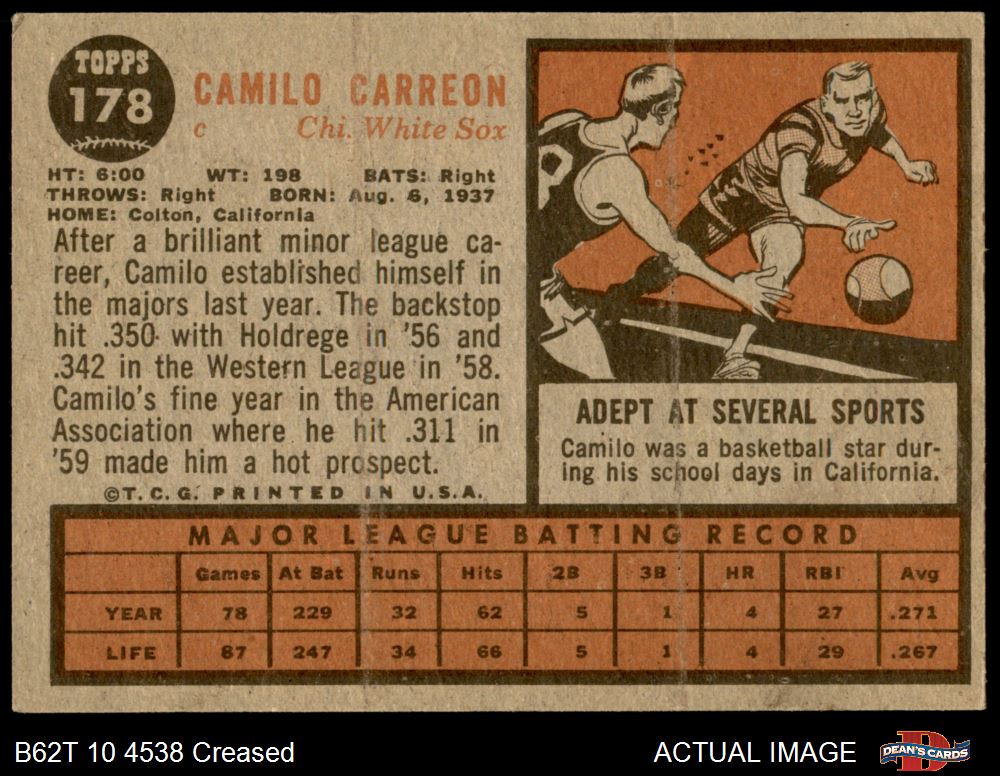 TOPPS
178
CAMILO CARREON
c Chi. White Sox
HT: 6:00 WT: 198 BATS: Right
THROWS: Right BORN: Aug. 6, 1937
HOME: Colton, California
After a brilliant minor league ca-
reer, Camilo established himself in
the majors last year. The backstop
hit .350 with Holdrege in '56 and
.342 in the Western League in '58.
Camilo's fine year in the American
Association where he hit .311 in
'59 made him a hot prospect.
©T.C.G. PRINTED IN U.S.A.
ADEPT AT SEVERAL SPORTS
Camilo was a basketball star dur-
ing his school days in California.
MAJOR LEAGUE BATTING RECORD
Games At Bat Runs Hits 2B 3B HR RBI Avg
YEAR 78 229 32 62 5 1 4 27 .271
LIFE 87 247 34 66 5 1 4 29 .267
B62T 10 4538 Creased
ACTUAL IMAGE
D
DEAN'S CARDS